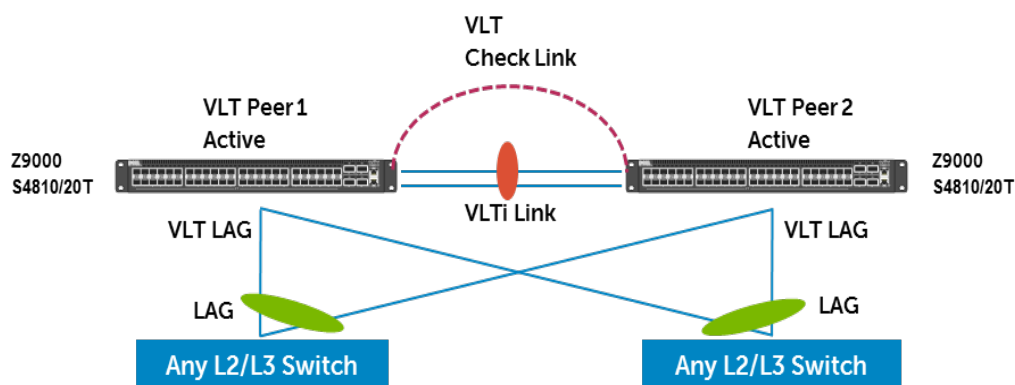 VLT
Check Link
VLT Peer 1
Active
VLT Peer 2
Active
Z9000
S4810/20T
Z9000
S4810/20T
VLTi Link
VLT LAG
VLT LAG
LAG
LAG
Any L2/L3 Switch
Any L2/L3 Switch